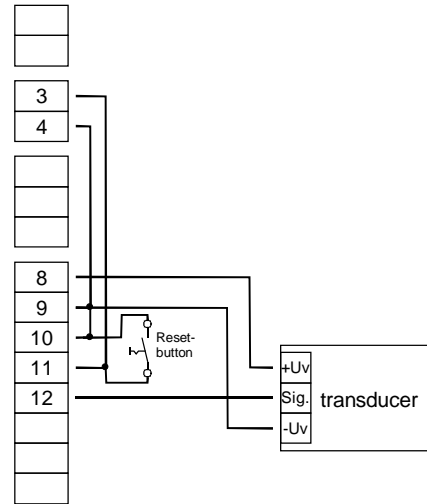 3
4
8
9
10
11
12
Reset-
button
+Uv
Sig.
-Uv
transducer